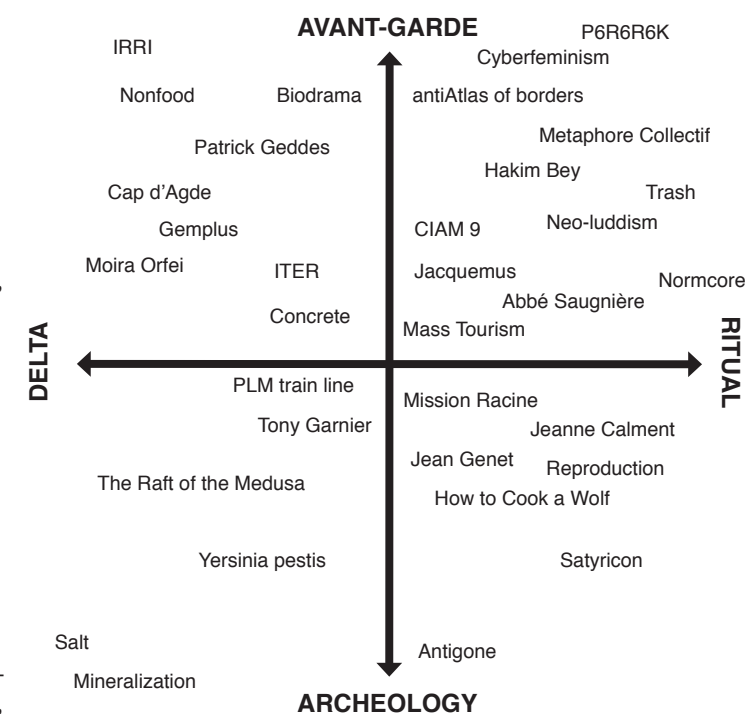 AVANT-GARDE
P6R6R6K
IRRI
Cyberfeminism
Nonfood
Biodrama
antiAtlas of borders
Metaphore Collectif
Patrick Geddes
Hakim Bey
Cap d’Agde
Trash
Gemplus
CIAM 9
Neo-luddism
Moira Orfei
ITER
Jacquemus
Normcore
Abbé Saugnière
Concrete
Mass Tourism
DELTA
RITUAL
PLM train line
Mission Racine
Tony Garnier
Jeanne Calment
Jean Genet
Reproduction
The Raft of the Medusa
How to Cook a Wolf
Yersinia pestis
Satyricon
Salt
Antigone
Mineralization
ARCHEOLOGY